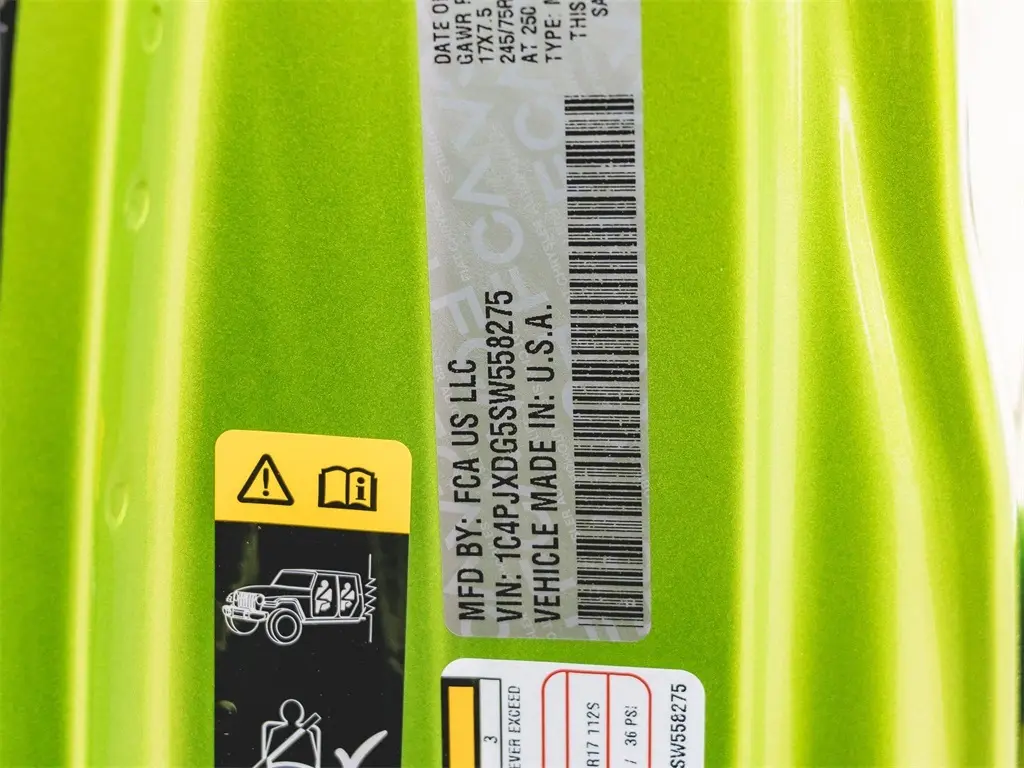 DATE O
GAWR
17X7.5
245/75R
AT 250
TYPE:
THIS
SA
MFD BY: FCA US LLC
VIN: 1C4PJXDG5SW558275
VEHICLE MADE IN: U.S.A.
3
EVER EXCEED
R17 112S
/ 36 PSI
SW558275